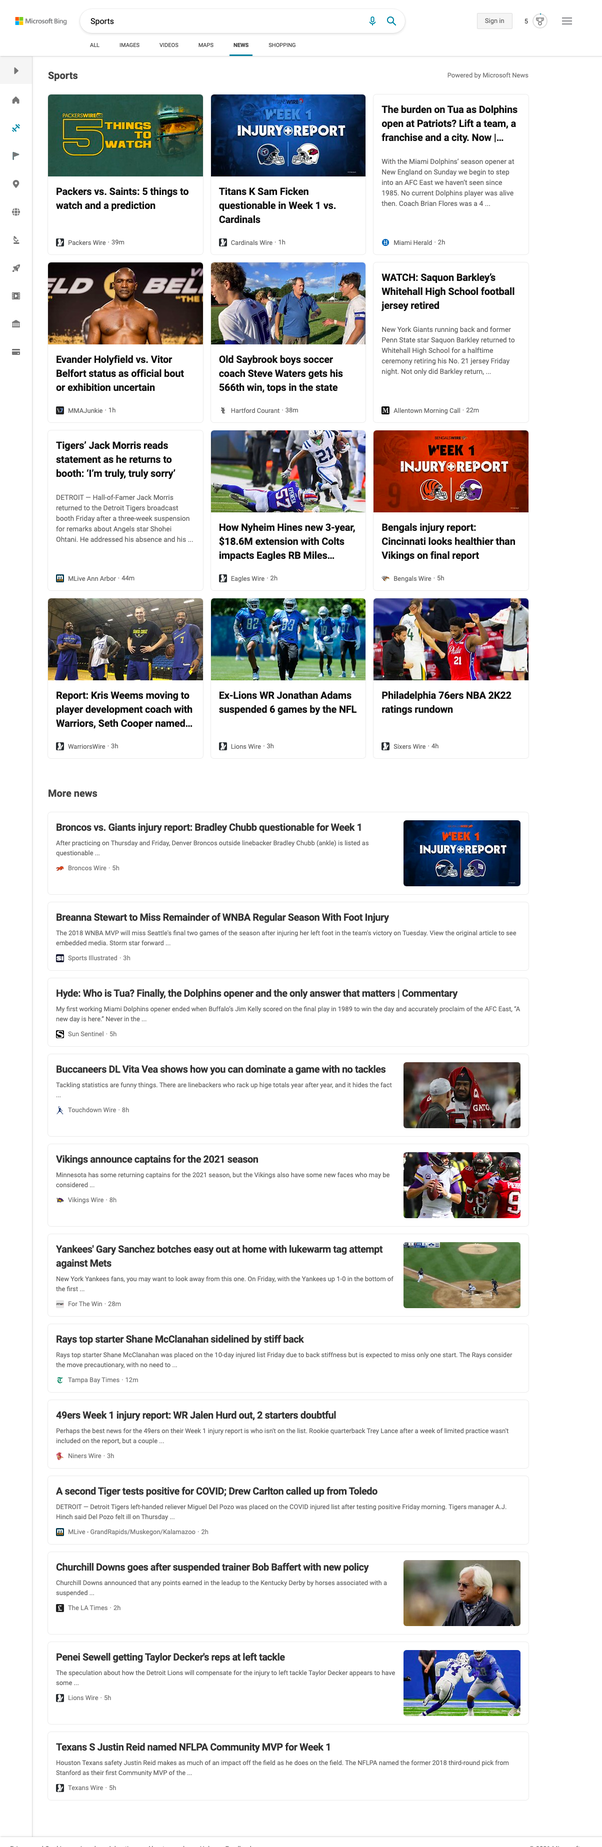 Microsoft Bing
Sports
Sign in
5
ALL IMAGES VIDEOS MAPS NEWS SHOPPING
Sports
Powered by Microsoft News
PACKERSWIRE
5 THINGS TO WATCH
Packers vs. Saints: 5 things to
watch and a prediction
Packers Wire · 39m
WEEK 1
INJURY REPORT
Titans K Sam Ficken
questionable in Week 1 vs.
Cardinals
Cardinals Wire · 1h
The burden on Tua as Dolphins
open at Patriots? Lift a team, a
franchise and a city. Now |...
With the Miami Dolphins' season opener at
New England on Sunday we begin to step
into an AFC East we haven't seen since
1985. No current Dolphins player was alive
then. Coach Brian Flores was a 4 ...
Miami Herald · 2h
Evander Holyfield vs. Vitor
Belfort status as official bout
or exhibition uncertain
MMAJunkie · 1h
Old Saybrook boys soccer
coach Steve Waters gets his
566th win, tops in the state
Hartford Courant · 38m
WATCH: Saquon Barkley's
Whitehall High School football
jersey retired
New York Giants running back and former
Penn State star Saquon Barkley returned to
Whitehall High School for a halftime
ceremony retiring his No. 21 jersey Friday
night. Not only did Barkley return, ...
Allentown Morning Call · 22m
Tigers' Jack Morris reads
statement as he returns to
booth: 'I'm truly, truly sorry'
DETROIT — Hall-of-Famer Jack Morris
returned to the Detroit Tigers broadcast
booth Friday after a three-week suspension
for remarks about Angels star Shohei
Ohtani. He addressed his absence and his ...
MLive Ann Arbor · 44m
How Nyheim Hines new 3-year,
$18.6M extension with Colts
impacts Eagles RB Miles...
Eagles Wire · 2h
WEEK 1
INJURY REPORT
Bengals injury report:
Cincinnati looks healthier than
Vikings on final report
Bengals Wire · 5h
Report: Kris Weems moving to
player development coach with
Warriors, Seth Cooper named...
WarriorsWire · 3h
Ex-Lions WR Jonathan Adams
suspended 6 games by the NFL
Lions Wire · 3h
Philadelphia 76ers NBA 2K22
ratings rundown
Sixers Wire · 4h
More news
Broncos vs. Giants injury report: Bradley Chubb questionable for Week 1
After practicing on Thursday and Friday, Denver Broncos outside linebacker Bradley Chubb (ankle) is listed as
questionable ...
Broncos Wire · 5h
WEEK 1
INJURY REPORT
Breanna Stewart to Miss Remainder of WNBA Regular Season With Foot Injury
The 2018 WNBA MVP will miss Seattle's final two games of the season after injuring her left foot in the team's victory on Tuesday. View the original article to see
embedded media. Storm star forward ...
Sports Illustrated · 3h
Hyde: Who is Tua? Finally, the Dolphins opener and the only answer that matters | Commentary
My first working Miami Dolphins opener ended when Buffalo's Jim Kelly scored on the final play in 1989 to win the day and accurately proclaim of the AFC East, "A
new day is here." Never in the ...
Sun Sentinel · 5h
Buccaneers DL Vita Vea shows how you can dominate a game with no tackles
Tackling statistics are funny things. There are linebackers who rack up hige totals year after year, and it hides the fact
...
Touchdown Wire · 8h
Vikings announce captains for the 2021 season
Minnesota has some returning captains for the 2021 season, but the Vikings also have some new faces who may be
considered ...
Vikings Wire · 8h
Yankees' Gary Sanchez botches easy out at home with lukewarm tag attempt
against Mets
New York Yankees fans, you may want to look away from this one. On Friday, with the Yankees up 1-0 in the bottom of
the first ...
For The Win · 28m
Rays top starter Shane McClanahan sidelined by stiff back
Rays top starter Shane McClanahan was placed on the 10-day injured list Friday due to back stiffness but is expected to miss only one start. The Rays consider
the move precautionary, with no need to ...
Tampa Bay Times · 12m
49ers Week 1 injury report: WR Jalen Hurd out, 2 starters doubtful
Perhaps the best news for the 49ers on their Week 1 injury report is who isn't on the list. Rookie quarterback Trey Lance after a week of limited practice wasn't
included on the report, but a couple ...
Niners Wire · 3h
A second Tiger tests positive for COVID; Drew Carlton called up from Toledo
DETROIT — Detroit Tigers left-handed reliever Miguel Del Pozo was placed on the COVID injured list after testing positive Friday morning. Tigers manager A.J.
Hinch said Del Pozo felt ill on Thursday ...
MLive - GrandRapids/Muskegon/Kalamazoo · 2h
Churchill Downs goes after suspended trainer Bob Baffert with new policy
Churchill Downs announced that any points earned in the leadup to the Kentucky Derby by horses associated with a
suspended ...
The LA Times · 2h
Penei Sewell getting Taylor Decker's reps at left tackle
The speculation about how the Detroit Lions will compensate for the injury to left tackle Taylor Decker appears to have
some ...
Lions Wire · 5h
Texans S Justin Reid named NFLPA Community MVP for Week 1
Houston Texans safety Justin Reid makes as much of an impact off the field as he does on the field. The NFLPA named the former 2018 third-round pick from
Stanford as their first Community MVP of the ...
Texans Wire · 5h